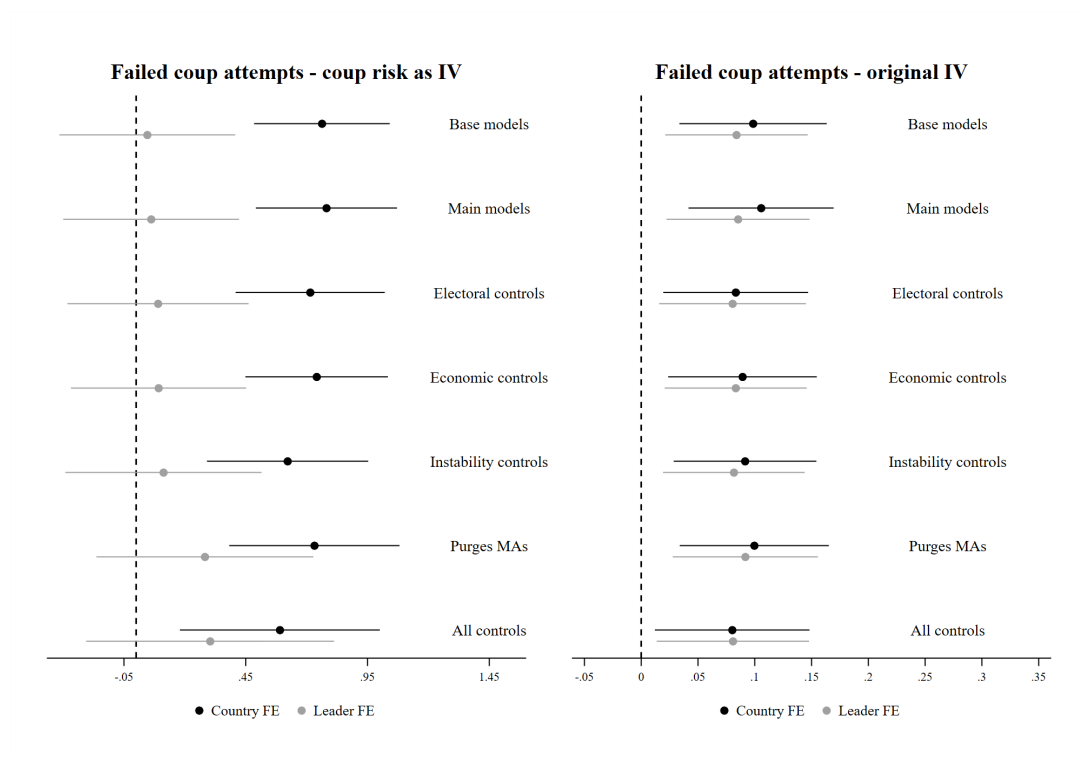 Failed coup attempts - coup risk as IV
Base models
Main models
Electoral controls
Economic controls
Instability controls
Purges MAs
All controls
-.05 .45 .95 1.45
Country FE Leader FE
Failed coup attempts - original IV
Base models
Main models
Electoral controls
Economic controls
Instability controls
Purges MAs
All controls
-.05 0 .05 .1 .15 .2 .25 .3 .35
Country FE Leader FE